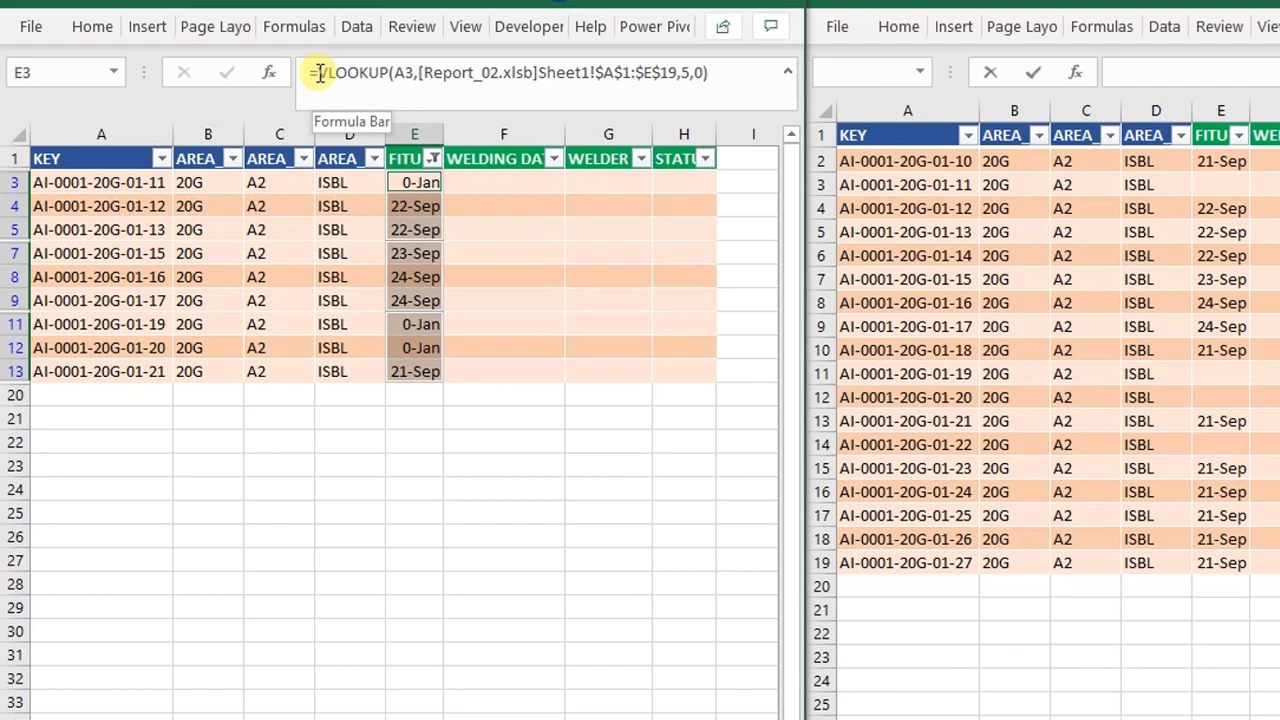 File Home Insert Page Layo Formulas Data Review View Developer Help Power Piv
E3 fx =VLOOKUP(A3,[Report_02.xlsb]Sheet1!$A$1:$E$19,5,0)
Formula Bar
A B C D E F G H I
1 KEY AREA_ AREA_ AREA_ FITU WELDING DA WELDER STATU
3 AI-0001-20G-01-11 20G A2 ISBL 0-Jan
4 AI-0001-20G-01-12 20G A2 ISBL 22-Sep
5 AI-0001-20G-01-13 20G A2 ISBL 22-Sep
7 AI-0001-20G-01-15 20G A2 ISBL 23-Sep
8 AI-0001-20G-01-16 20G A2 ISBL 24-Sep
9 AI-0001-20G-01-17 20G A2 ISBL 24-Sep
11 AI-0001-20G-01-19 20G A2 ISBL 0-Jan
12 AI-0001-20G-01-20 20G A2 ISBL 0-Jan
13 AI-0001-20G-01-21 20G A2 ISBL 21-Sep
20
21
22
23
24
25
26
27
28
29
30
31
32
33
File Home Insert Page Layo Formulas Data Review Vie
A B C D E
1 KEY AREA_ AREA_ AREA_ FITU WEL
2 AI-0001-20G-01-10 20G A2 ISBL 21-Sep
3 AI-0001-20G-01-11 20G A2 ISBL
4 AI-0001-20G-01-12 20G A2 ISBL 22-Sep
5 AI-0001-20G-01-13 20G A2 ISBL 22-Sep
6 AI-0001-20G-01-14 20G A2 ISBL 22-Sep
7 AI-0001-20G-01-15 20G A2 ISBL 23-Sep
8 AI-0001-20G-01-16 20G A2 ISBL 24-Sep
9 AI-0001-20G-01-17 20G A2 ISBL 24-Sep
10 AI-0001-20G-01-18 20G A2 ISBL 21-Sep
11 AI-0001-20G-01-19 20G A2 ISBL
12 AI-0001-20G-01-20 20G A2 ISBL
13 AI-0001-20G-01-21 20G A2 ISBL 21-Sep
14 AI-0001-20G-01-22 20G A2 ISBL
15 AI-0001-20G-01-23 20G A2 ISBL 21-Sep
16 AI-0001-20G-01-24 20G A2 ISBL 21-Sep
17 AI-0001-20G-01-25 20G A2 ISBL 21-Sep
18 AI-0001-20G-01-26 20G A2 ISBL 21-Sep
19 AI-0001-20G-01-27 20G A2 ISBL 21-Sep
20
21
22
23
24
25